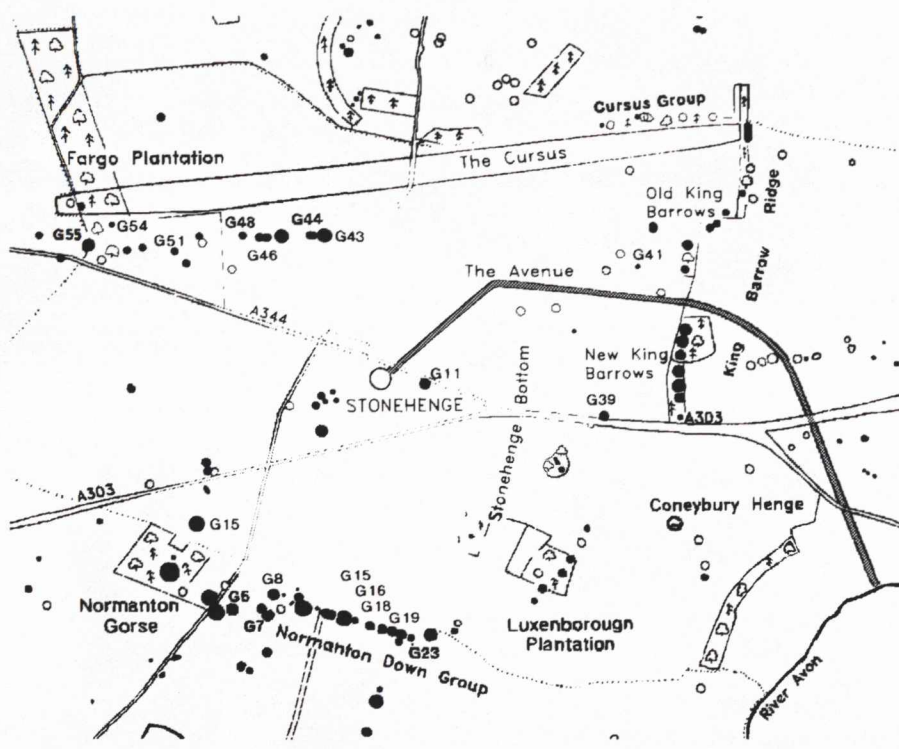 Cursus Group
Fargo Plantation
The Cursus
Old King
Barrows
Ridge
G54
G55
G51
G48
G44
G43
G46
G41
Barrow
The Avenue
A344
King
New King
Barrows
Bottom
G11
STONEHENGE
G39
A303
Stonehenge
A303
Coneybury Henge
G15
Normanton
Gorse
G6
G8
G7
G15
G16
G18
G19
G23
Normanton Down Group
Luxenborough
Plantation
River Avon